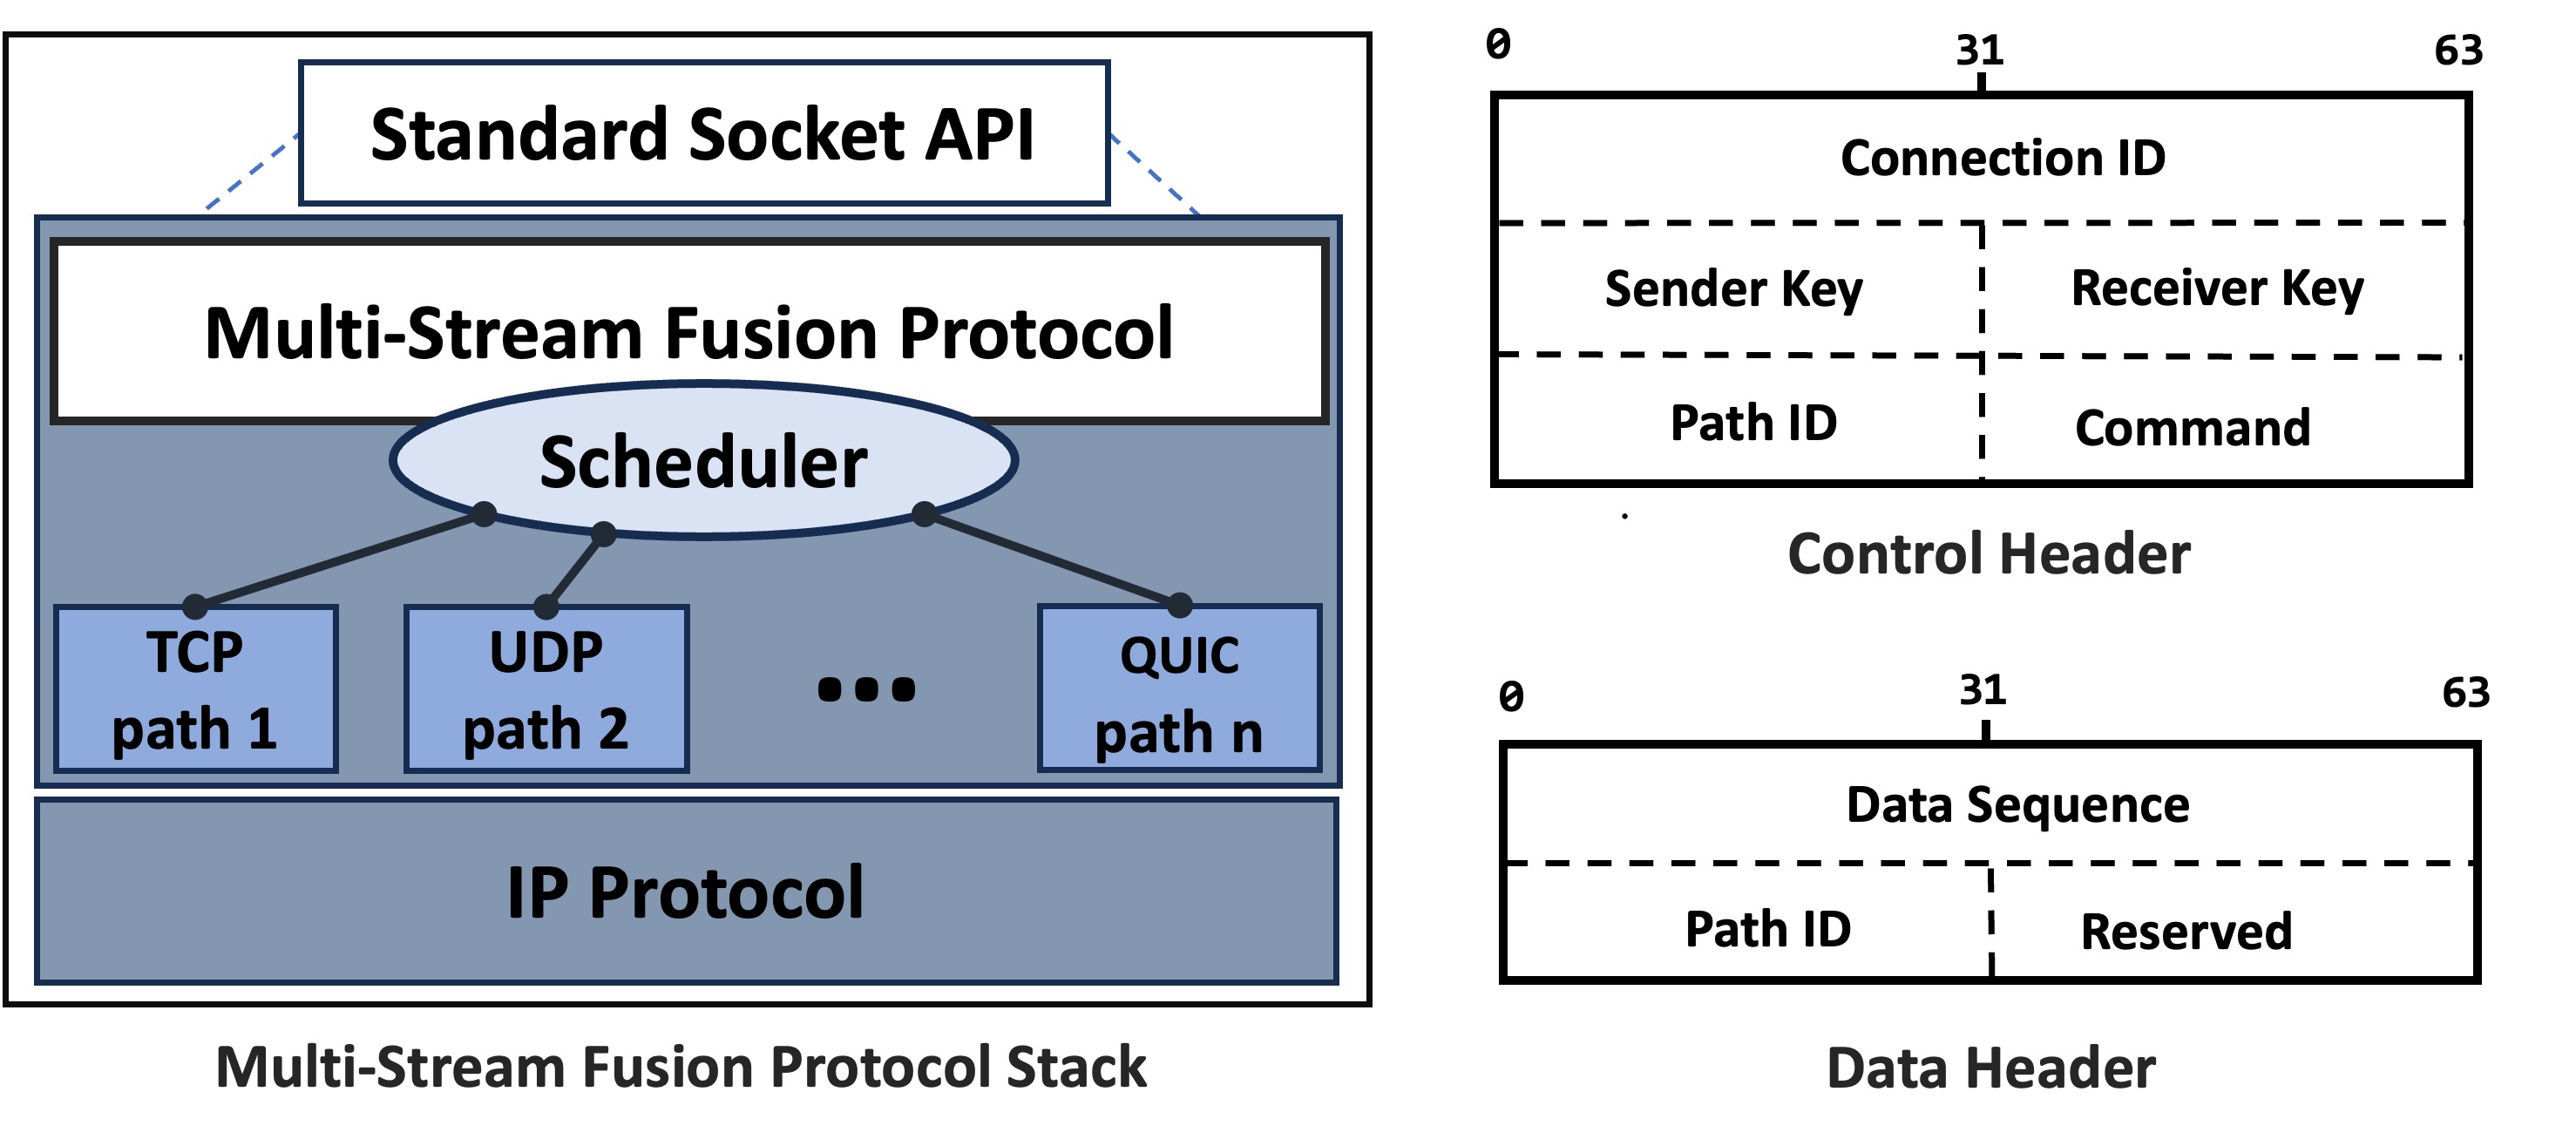 Standard Socket API
Multi-Stream Fusion Protocol
Scheduler
TCP
path 1
UDP
path 2
...
QUIC
path n
IP Protocol
Multi-Stream Fusion Protocol Stack
0 31 63
Connection ID
Sender Key Receiver Key
Path ID Command
Control Header
0 31 63
Data Sequence
Path ID Reserved
Data Header